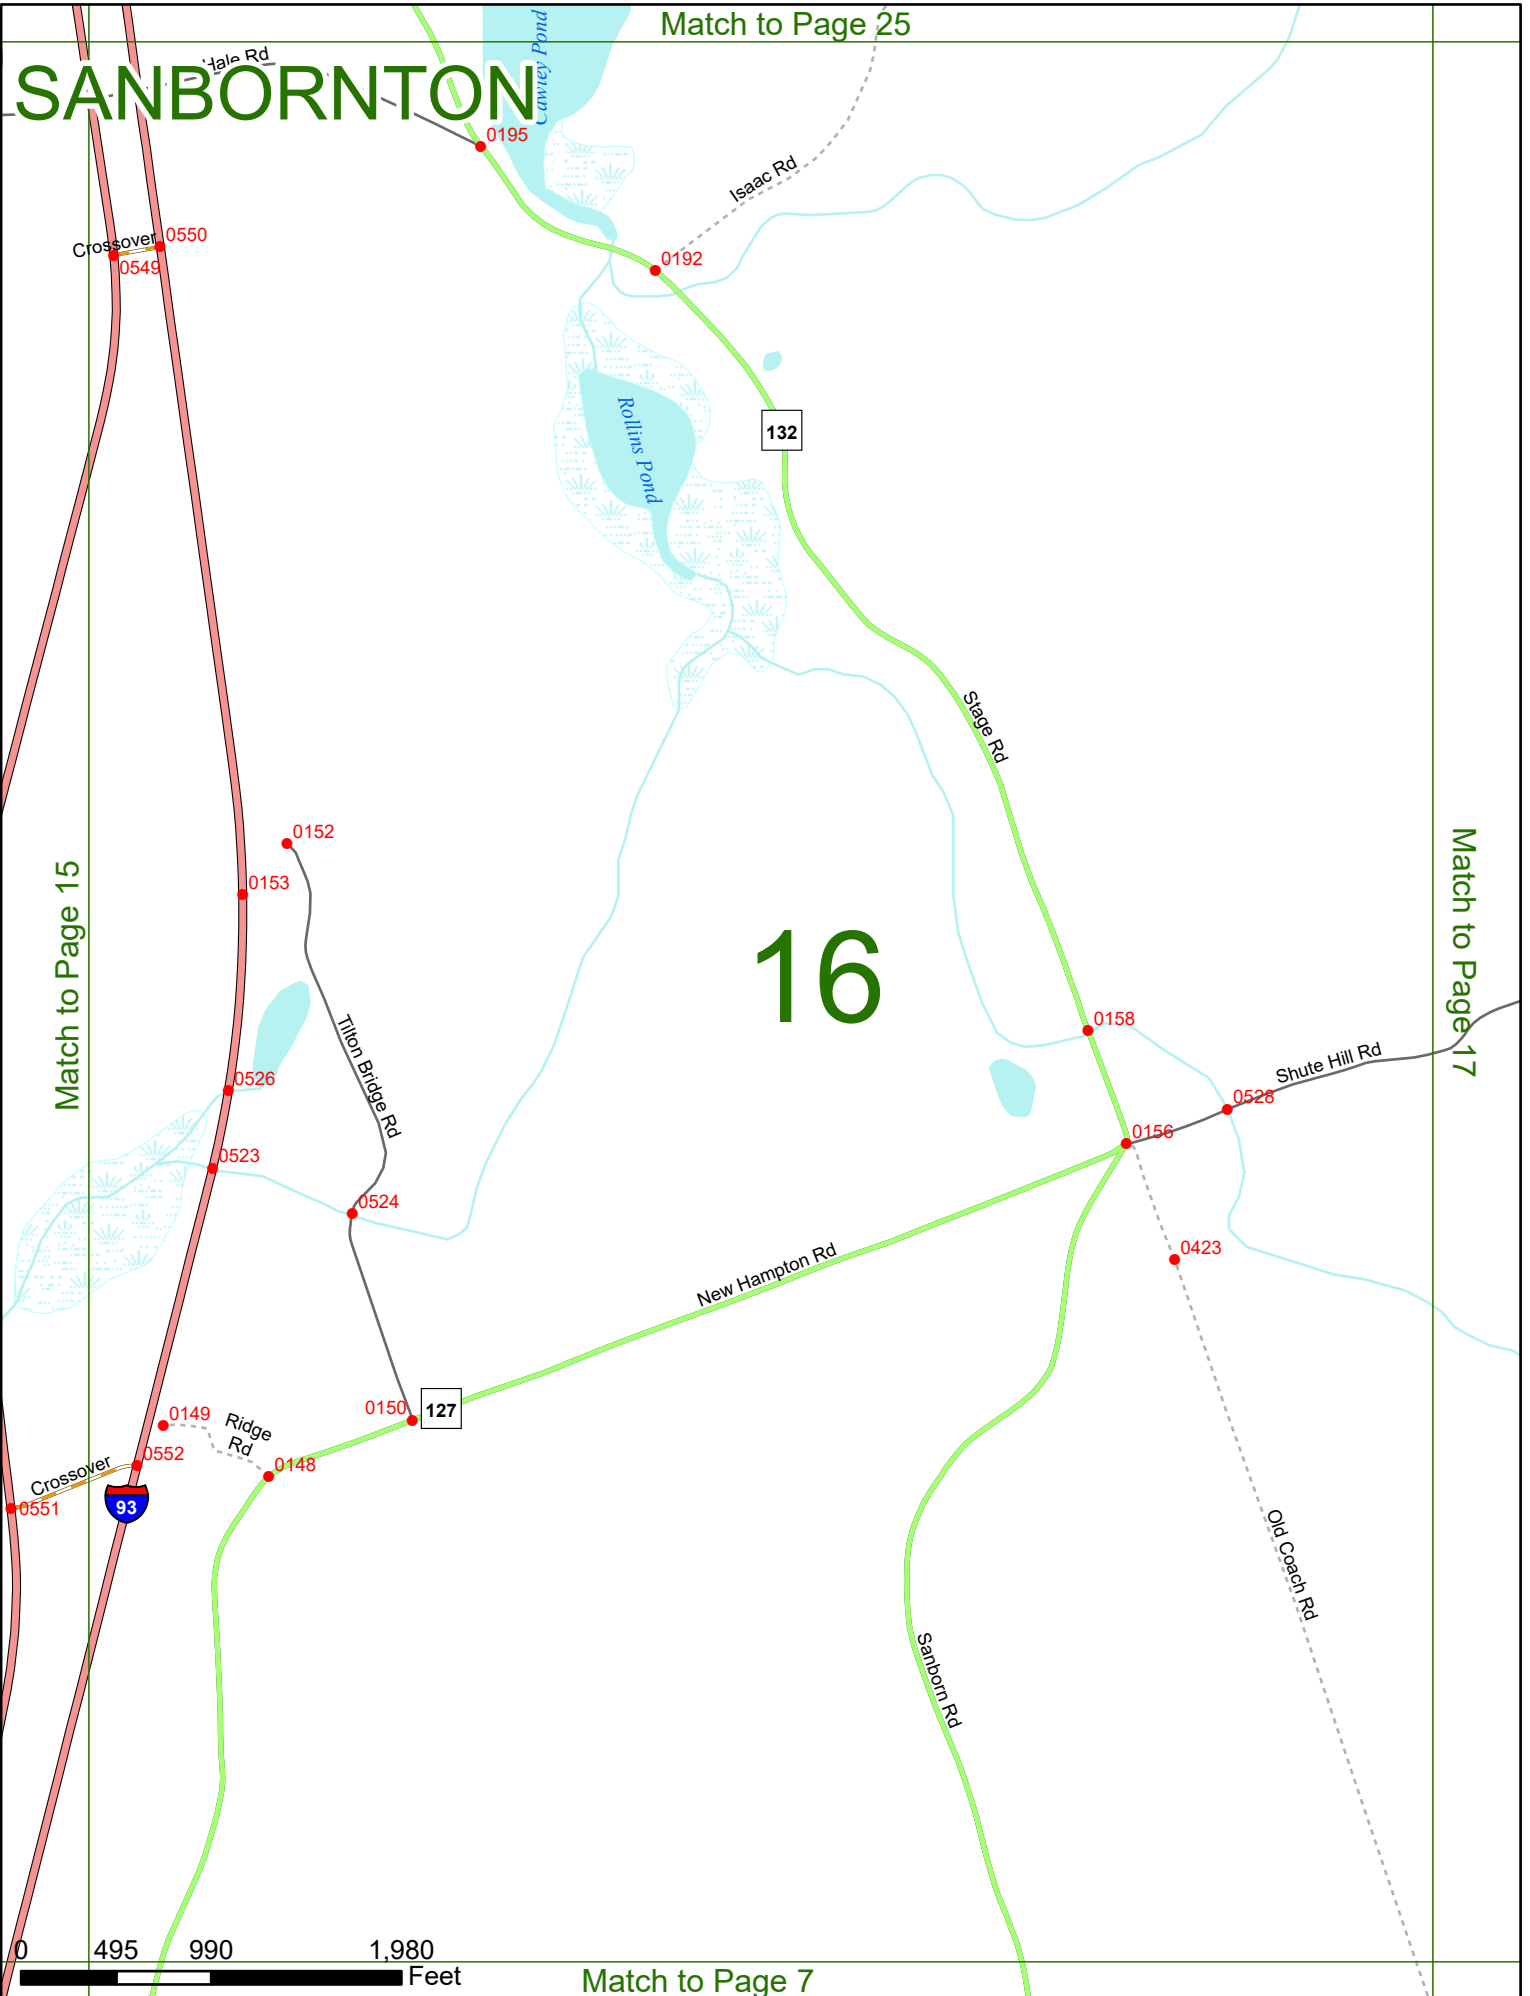 Match to Page 25
Hale Rd
SANBORNTON
Cawley Pond
0195
Isaac Rd
0550
Crossover
0549
0192
Rollins Pond
132
Stage Rd
0152
0153
Match to Page 15
Match to Page 17
16
Tilton Bridge Rd
0158
Shute Hill Rd
0526
0528
0156
0523
0524
0423
New Hampton Rd
0150
127
0149
Ridge
Rd
0552
0148
Crossover
0551
93
Old Coach Rd
Sanborn Rd
0 495 990 1,980
Feet
Match to Page 7